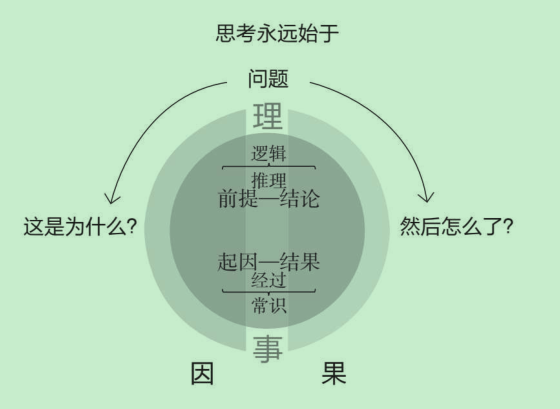 思考永远始于
问题
理
逻辑
推理
前提—结论
这是为什么?
然后怎么了?
起因—结果
经过
常识
事
因 果